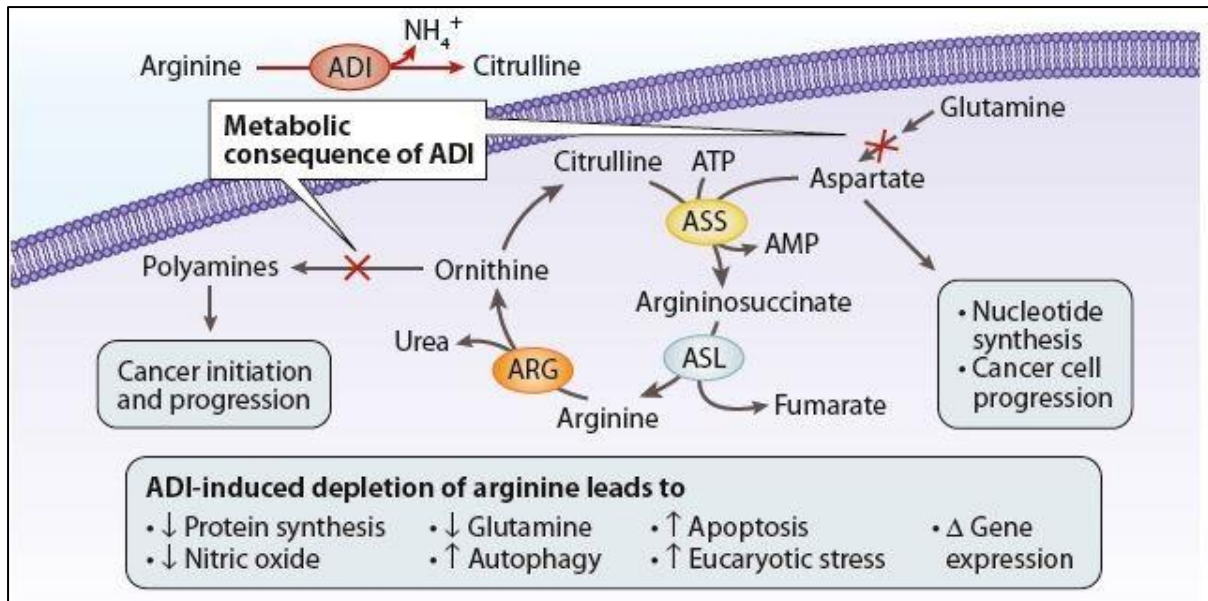 NH₄⁺
Arginine
ADI
Citrulline
Metabolic
consequence of ADI
Glutamine
Citrulline
ATP
Aspartate
ASS
AMP
Polyamines
Ornithine
Argininosuccinate
Urea
ARG
ASL
Arginine
Fumarate
Cancer initiation
and progression
• Nucleotide
synthesis
• Cancer cell
progression
ADI-induced depletion of arginine leads to
• ↓ Protein synthesis
• ↓ Nitric oxide
• ↓ Glutamine
• ↑ Autophagy
• ↑ Apoptosis
• ↑ Eucaryotic stress
• Δ Gene
expression